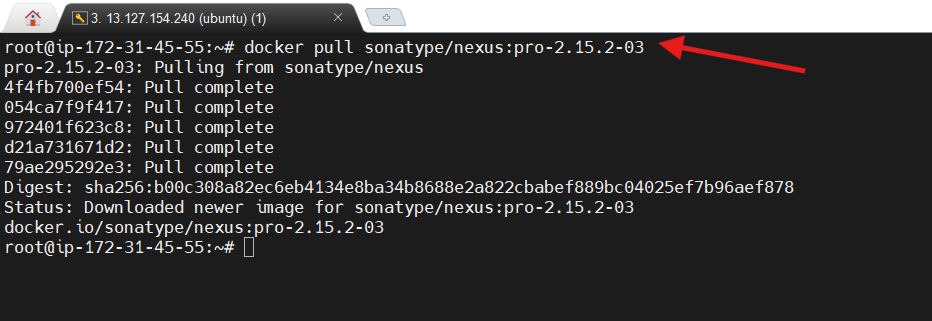 3. 13.127.154.240 (ubuntu) (1)
root@ip-172-31-45-55:~# docker pull sonatype/nexus:pro-2.15.2-03
pro-2.15.2-03: Pulling from sonatype/nexus
4f4fb700ef54: Pull complete
054ca7f9f417: Pull complete
972401f623c8: Pull complete
d21a731671d2: Pull complete
79ae295292e3: Pull complete
Digest: sha256:b00c308a82ec6eb4134e8ba34b8688e2a822cbabef889bc04025ef7b96aef878
Status: Downloaded newer image for sonatype/nexus:pro-2.15.2-03
docker.io/sonatype/nexus:pro-2.15.2-03
root@ip-172-31-45-55:~#